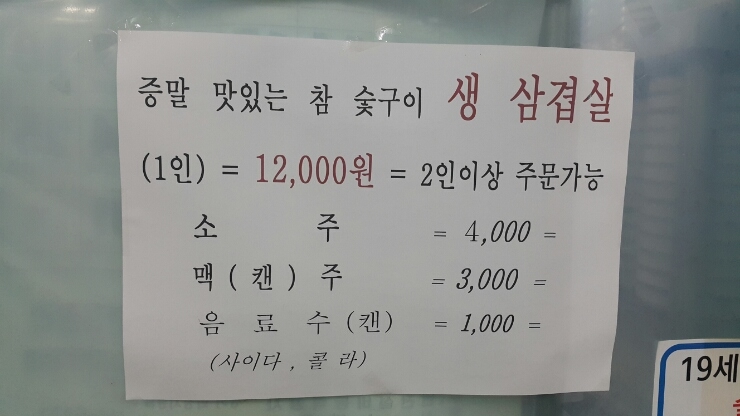 증말 맛있는 참 숯구이 생 삼겹살
(1인) = 12,000원 = 2인이상 주문가능
소 주 = 4,000 =
맥 ( 캔 ) 주 = 3,000 =
음 료 수 (캔) = 1,000 =
(사이다 , 콜 라)
19세